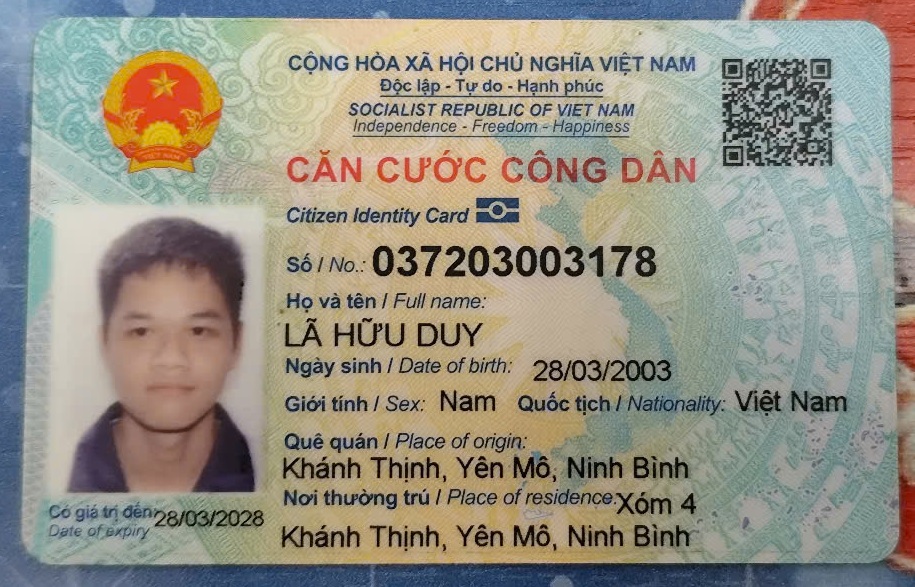 CỘNG HÒA XÃ HỘI CHỦ NGHĨA VIỆT NAM
Độc lập - Tự do - Hạnh phúc
SOCIALIST REPUBLIC OF VIET NAM
Independence - Freedom - Happiness
CĂN CƯỚC CÔNG DÂN
Citizen Identity Card
Số / No.: 037203003178
Họ và tên / Full name:
LÃ HỮU DUY
Ngày sinh / Date of birth: 28/03/2003
Giới tính / Sex: Nam Quốc tịch / Nationality: Việt Nam
Quê quán / Place of origin:
Khánh Thịnh, Yên Mô, Ninh Bình
Nơi thường trú / Place of residence: Xóm 4
Khánh Thịnh, Yên Mô, Ninh Bình
Có giá trị đến: 28/03/2028
Date of expiry
VIỆT NAM